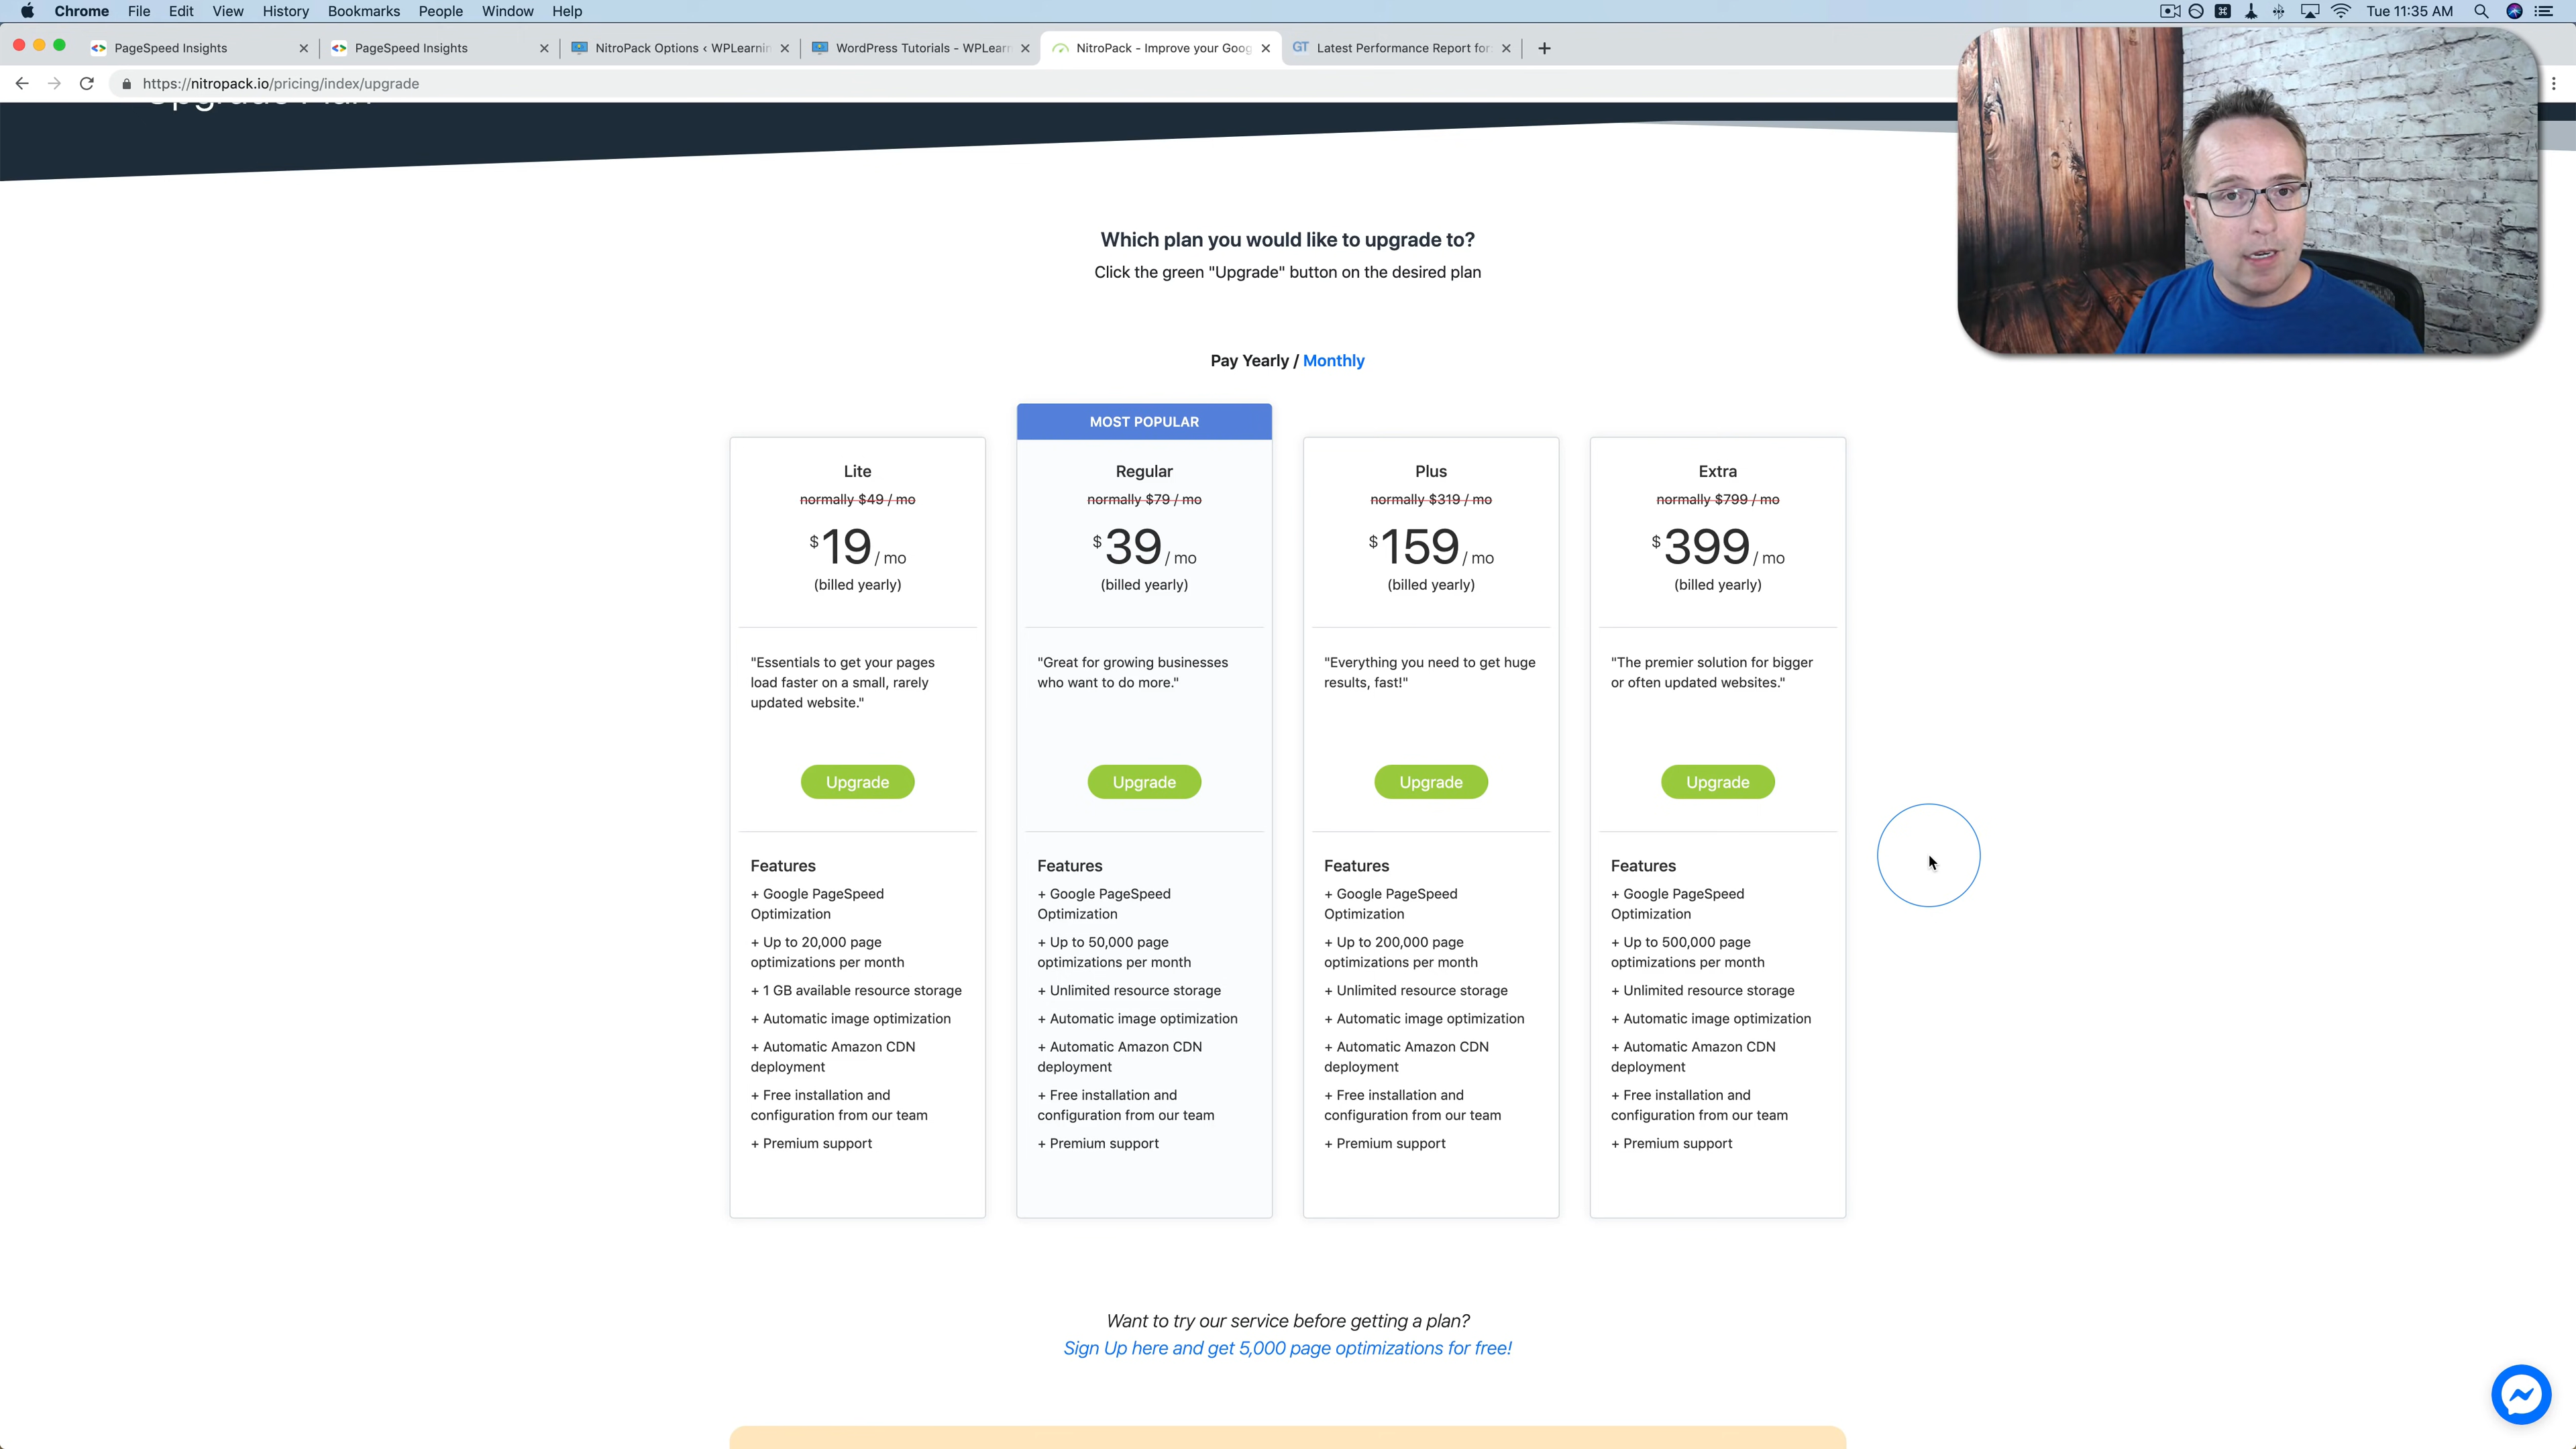 Chrome File Edit View History Bookmarks People Window Help Tue 11:35 AM
PageSpeed Insights
PageSpeed Insights
NitroPack Options ‹ WPLearnin
WordPress Tutorials - WPLearn
NitroPack - Improve your Goog
GT Latest Performance Report for
https://nitropack.io/pricing/index/upgrade
Upgrade Plan
Which plan you would like to upgrade to?
Click the green "Upgrade" button on the desired plan
Pay Yearly / Monthly
Lite
normally $49 / mo
$19 / mo
(billed yearly)
"Essentials to get your pages
load faster on a small, rarely
updated website."
Upgrade
Features
+ Google PageSpeed
Optimization
+ Up to 20,000 page
optimizations per month
+ 1 GB available resource storage
+ Automatic image optimization
+ Automatic Amazon CDN
deployment
+ Free installation and
configuration from our team
+ Premium support
MOST POPULAR
Regular
normally $79 / mo
$39 / mo
(billed yearly)
"Great for growing businesses
who want to do more."
Upgrade
Features
+ Google PageSpeed
Optimization
+ Up to 50,000 page
optimizations per month
+ Unlimited resource storage
+ Automatic image optimization
+ Automatic Amazon CDN
deployment
+ Free installation and
configuration from our team
+ Premium support
Plus
normally $319 / mo
$159 / mo
(billed yearly)
"Everything you need to get huge
results, fast!"
Upgrade
Features
+ Google PageSpeed
Optimization
+ Up to 200,000 page
optimizations per month
+ Unlimited resource storage
+ Automatic image optimization
+ Automatic Amazon CDN
deployment
+ Free installation and
configuration from our team
+ Premium support
Extra
normally $799 / mo
$399 / mo
(billed yearly)
"The premier solution for bigger
or often updated websites."
Upgrade
Features
+ Google PageSpeed
Optimization
+ Up to 500,000 page
optimizations per month
+ Unlimited resource storage
+ Automatic image optimization
+ Automatic Amazon CDN
deployment
+ Free installation and
configuration from our team
+ Premium support
Want to try our service before getting a plan?
Sign Up here and get 5,000 page optimizations for free!